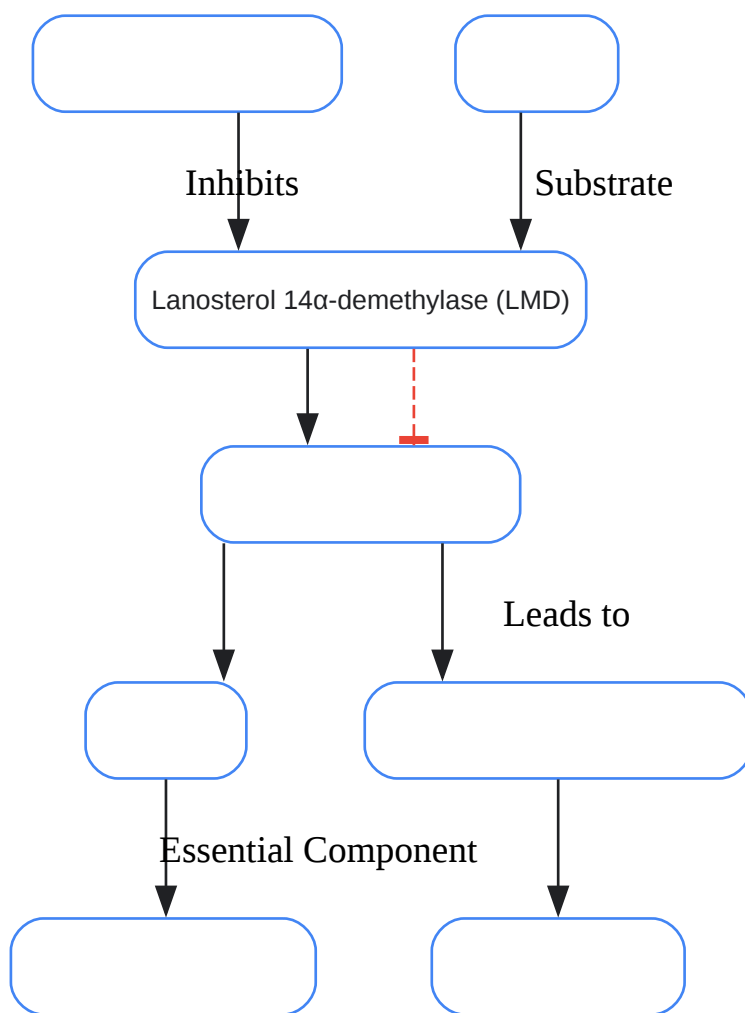 Inhibits
Substrate
Lanosterol 14α-demethylase (LMD)
Leads to
Essential Component